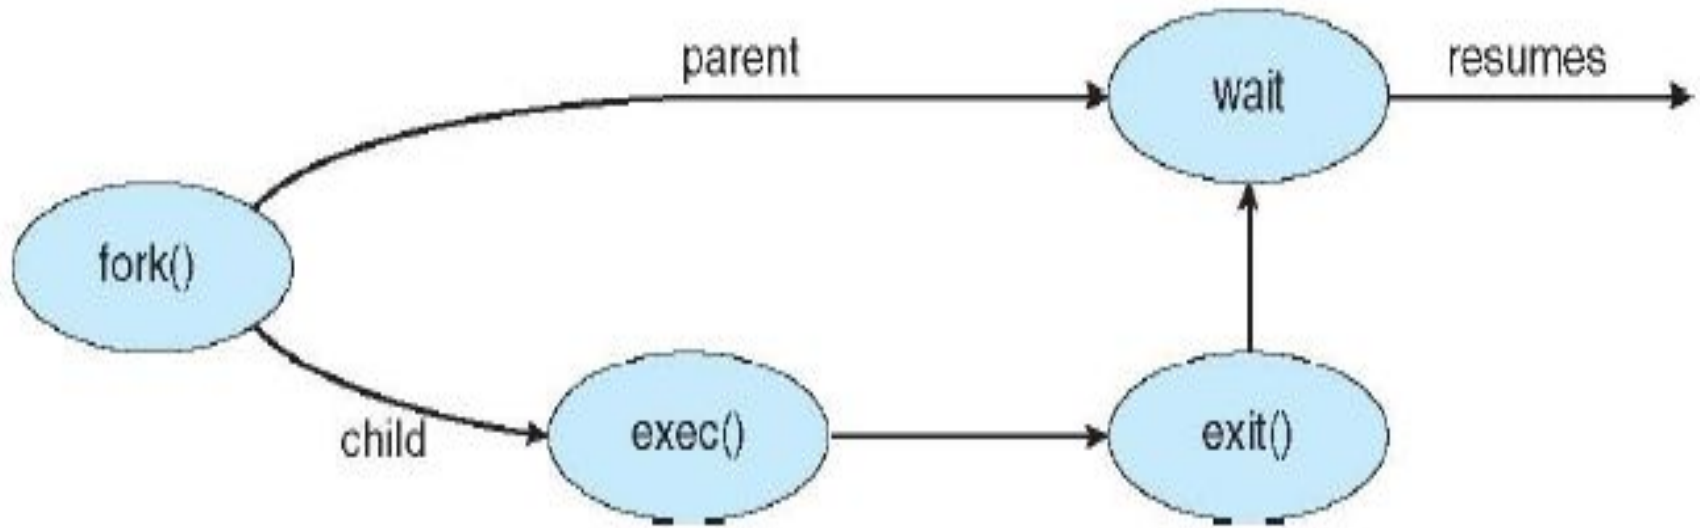 parent
wait
resumes
fork()
child
exec()
exit()